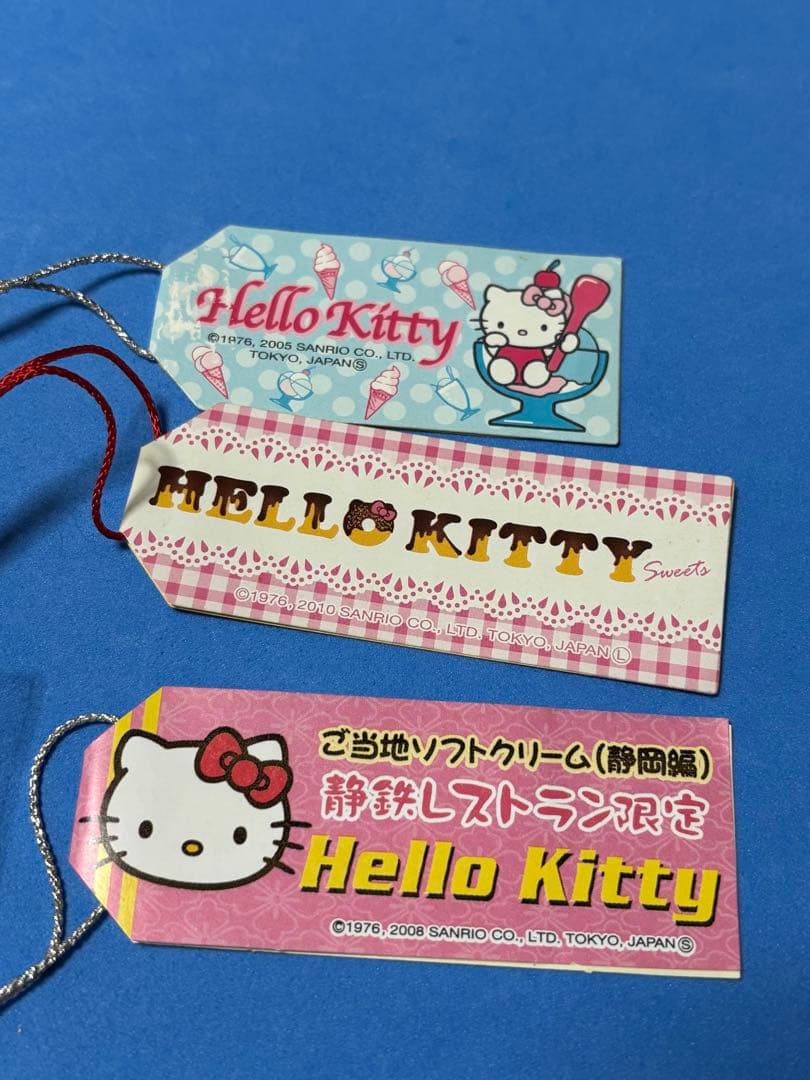 Hello Kitty
©1976, 2005 SANRIO CO., LTD.
TOKYO, JAPAN Ⓢ
HELLO KITTY Sweets
©1976, 2010 SANRIO CO., LTD. TOKYO, JAPAN Ⓛ
ご当地ソフトクリーム(静岡編)
静鉄レストラン限定
Hello Kitty
©1976, 2008 SANRIO CO., LTD. TOKYO, JAPAN Ⓢ